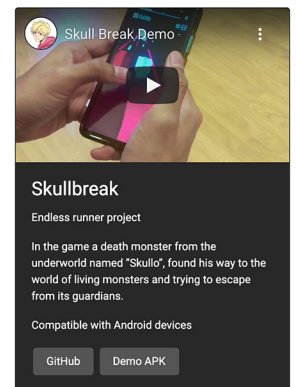 Skull Break Demo
Skullbreak
Endless runner project
In the game a death monster from the
underworld named “Skullo”, found his way to the
world of living monsters and trying to escape
from its guardians.
Compatible with Android devices
GitHub
Demo APK